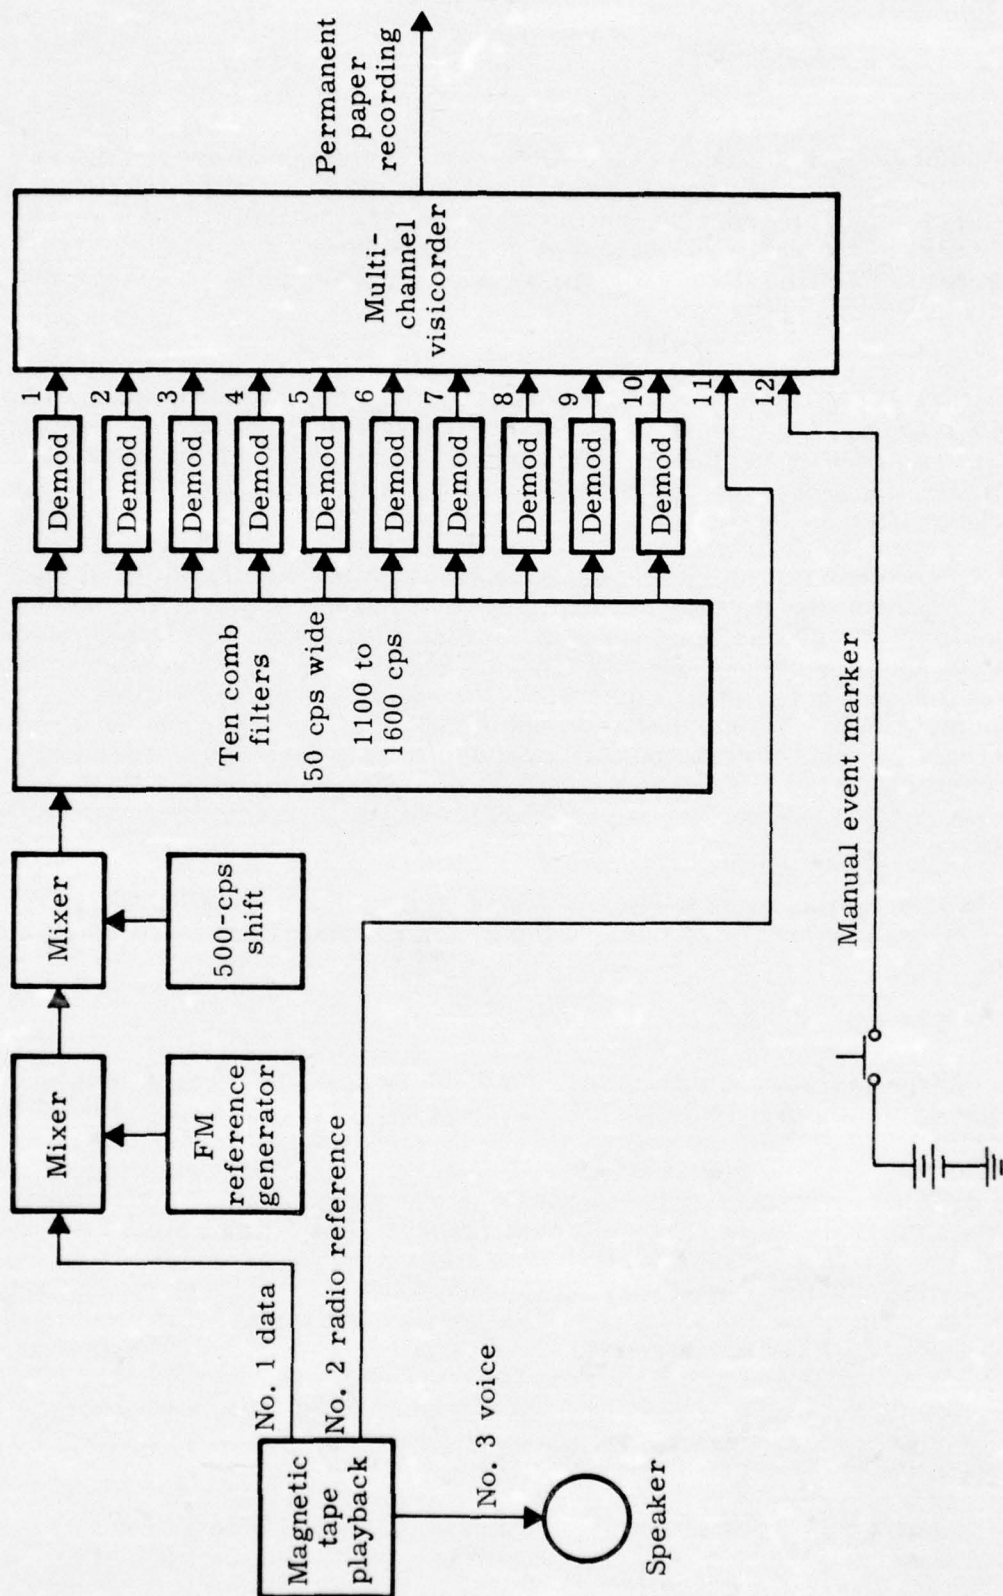 Magnetic
tape
playback
No. 1 data
No. 2 radio reference
No. 3 voice
Speaker
Mixer
FM
reference
generator
Mixer
500-cps
shift
Ten comb
filters
50 cps wide
1100 to
1600 cps
Demod
Demod
Demod
Demod
Demod
Demod
Demod
Demod
Demod
Demod
1
2
3
4
5
6
7
8
9
10
11
12
Multi-
channel
visicorder
Permanent
paper
recording
Manual event marker